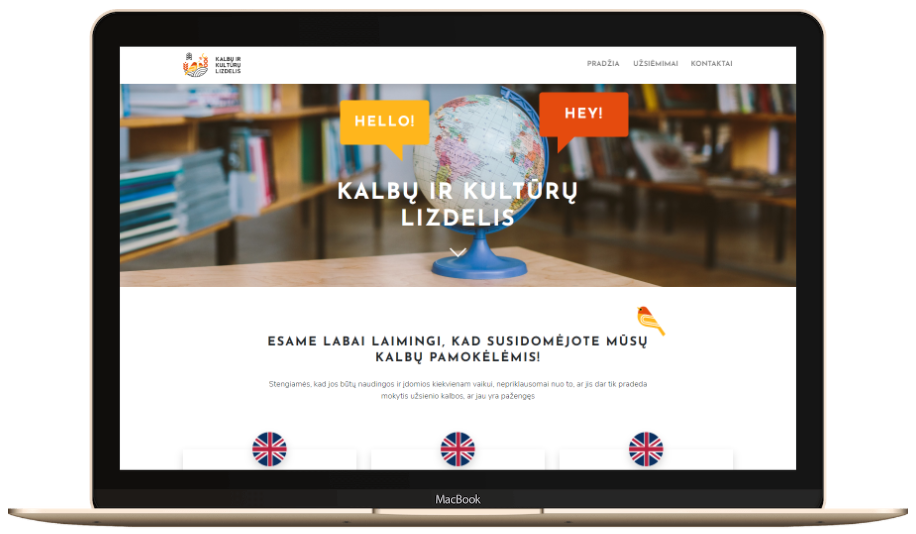 KALBŲ IR
KULTŪRŲ
LIZDELIS
PRADŽIA UŽSIĖMIMAI KONTAKTAI
HELLO!
HEY!
KALBŲ IR KULTŪRŲ
LIZDELIS
ESAME LABAI LAIMINGI, KAD SUSIDOMĖJOTE MŪSŲ
KALBŲ PAMOKĖLĖMIS!
Stengiamės, kad jos būtų naudingos ir įdomios kiekvienam vaikui, nepriklausomai nuo to, ar jis dar tik pradeda
mokytis užsienio kalbos, ar jau yra pažengęs
MacBook